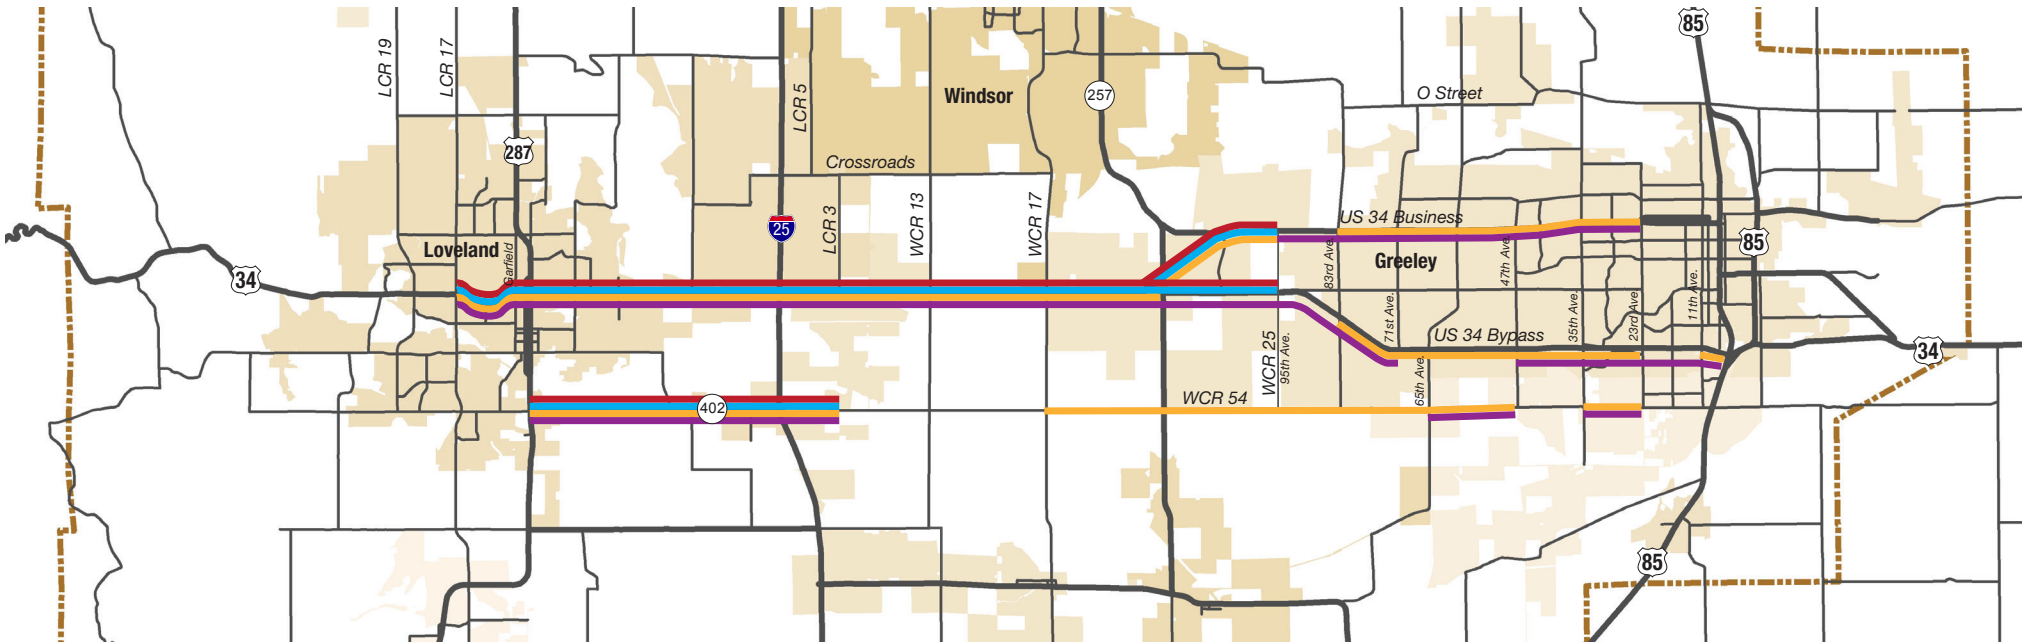 85
LCR 19
LCR 17
LCR 5
Windsor
257
O Street
287
Crossroads
LCR 3
WCR 13
WCR 17
US 34 Business
25
Loveland
Garfield
83rd Ave.
Greeley
47th Ave.
85
34
71st Ave.
35th Ave.
23rd Ave.
11th Ave.
US 34 Bypass
WCR 25
95th Ave.
65th Ave.
34
402
WCR 54
85